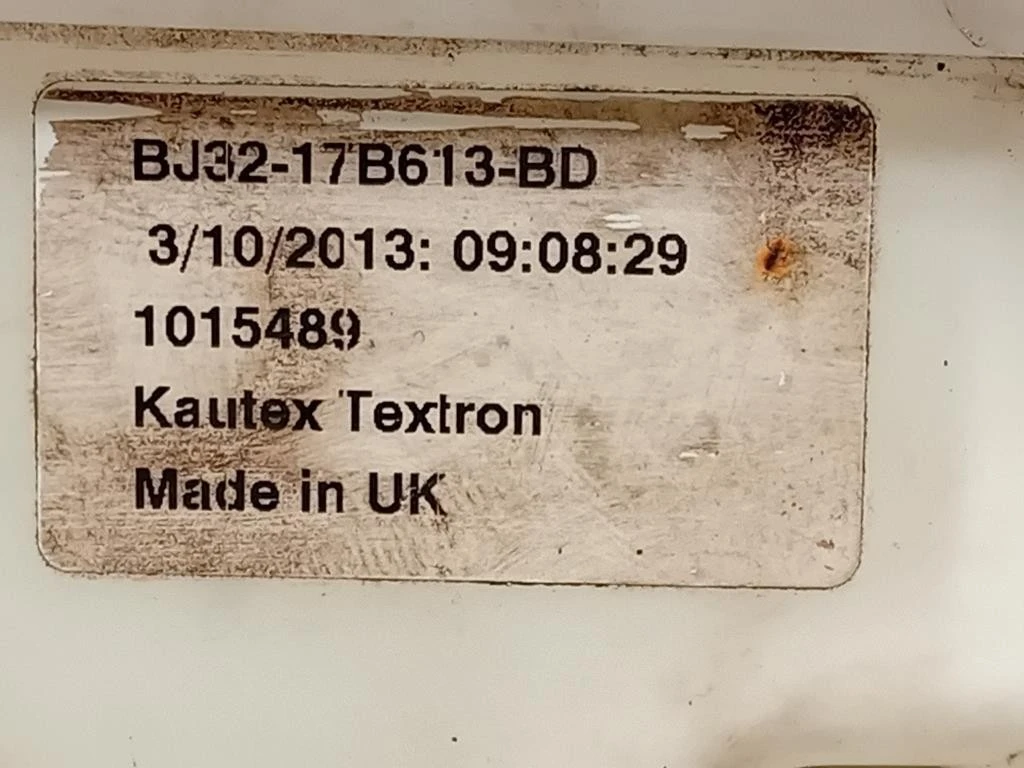 BJ32-17B613-BD
3/10/2013: 09:08:29
1015489
Kautex Textron
Made in UK